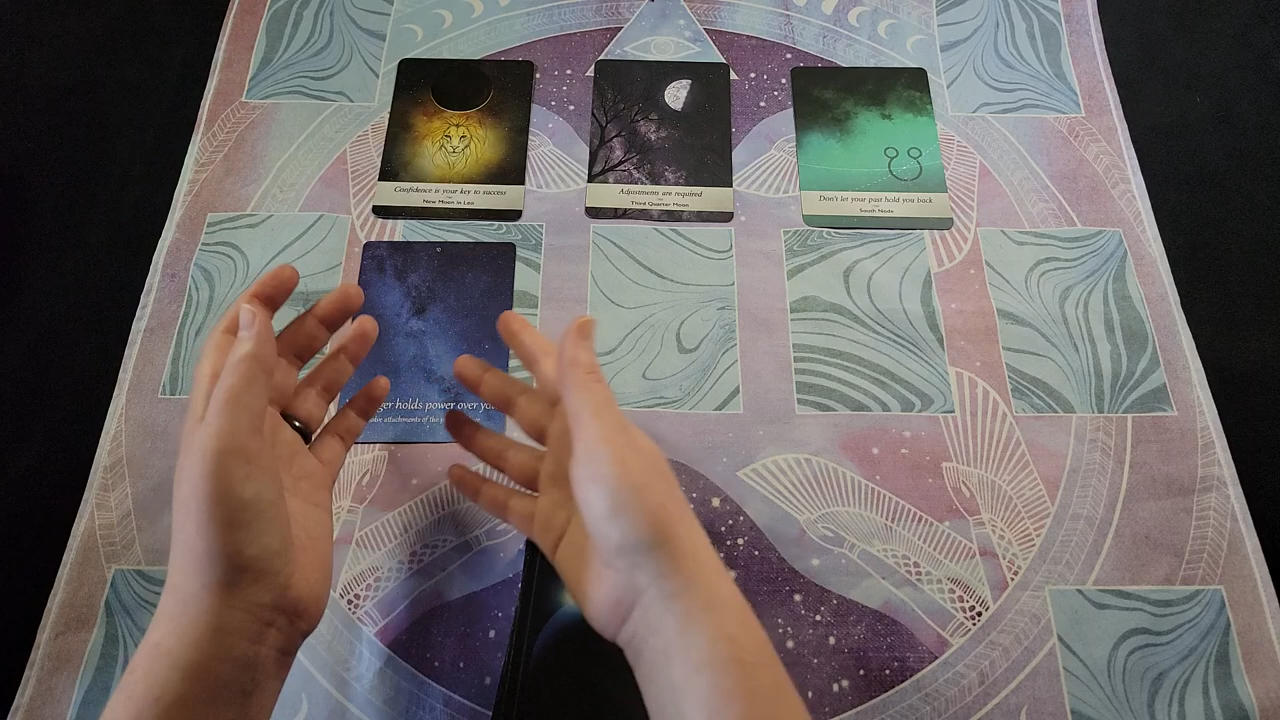 Confidence is your key to success
New Moon in Leo
Adjustments are required
Third Quarter Moon
Don't let your past hold you back
South Node
holds power over
attachments of the